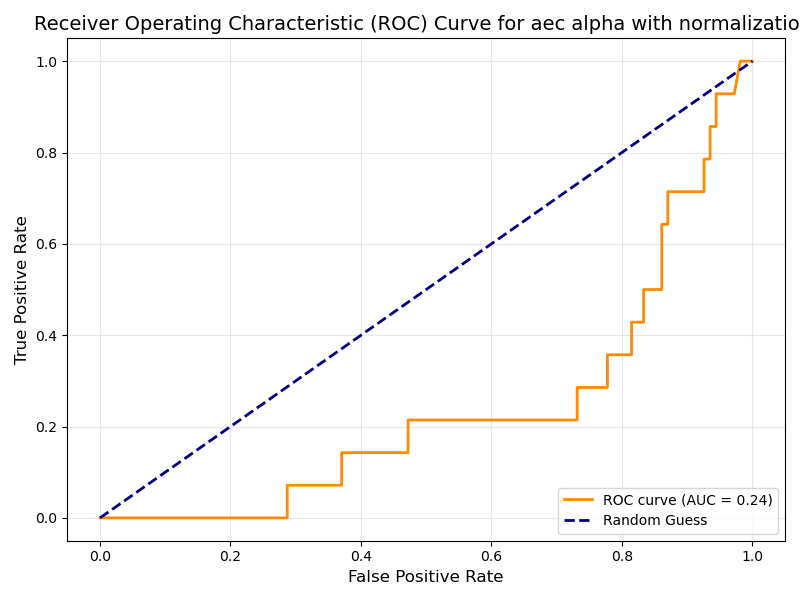 Receiver Operating Characteristic (ROC) Curve for aec alpha with normalizatio
1.0
0.8
0.6
0.4
0.2
0.0
True Positive Rate
0.0 0.2 0.4 0.6 0.8 1.0
False Positive Rate
ROC curve (AUC = 0.24)
Random Guess